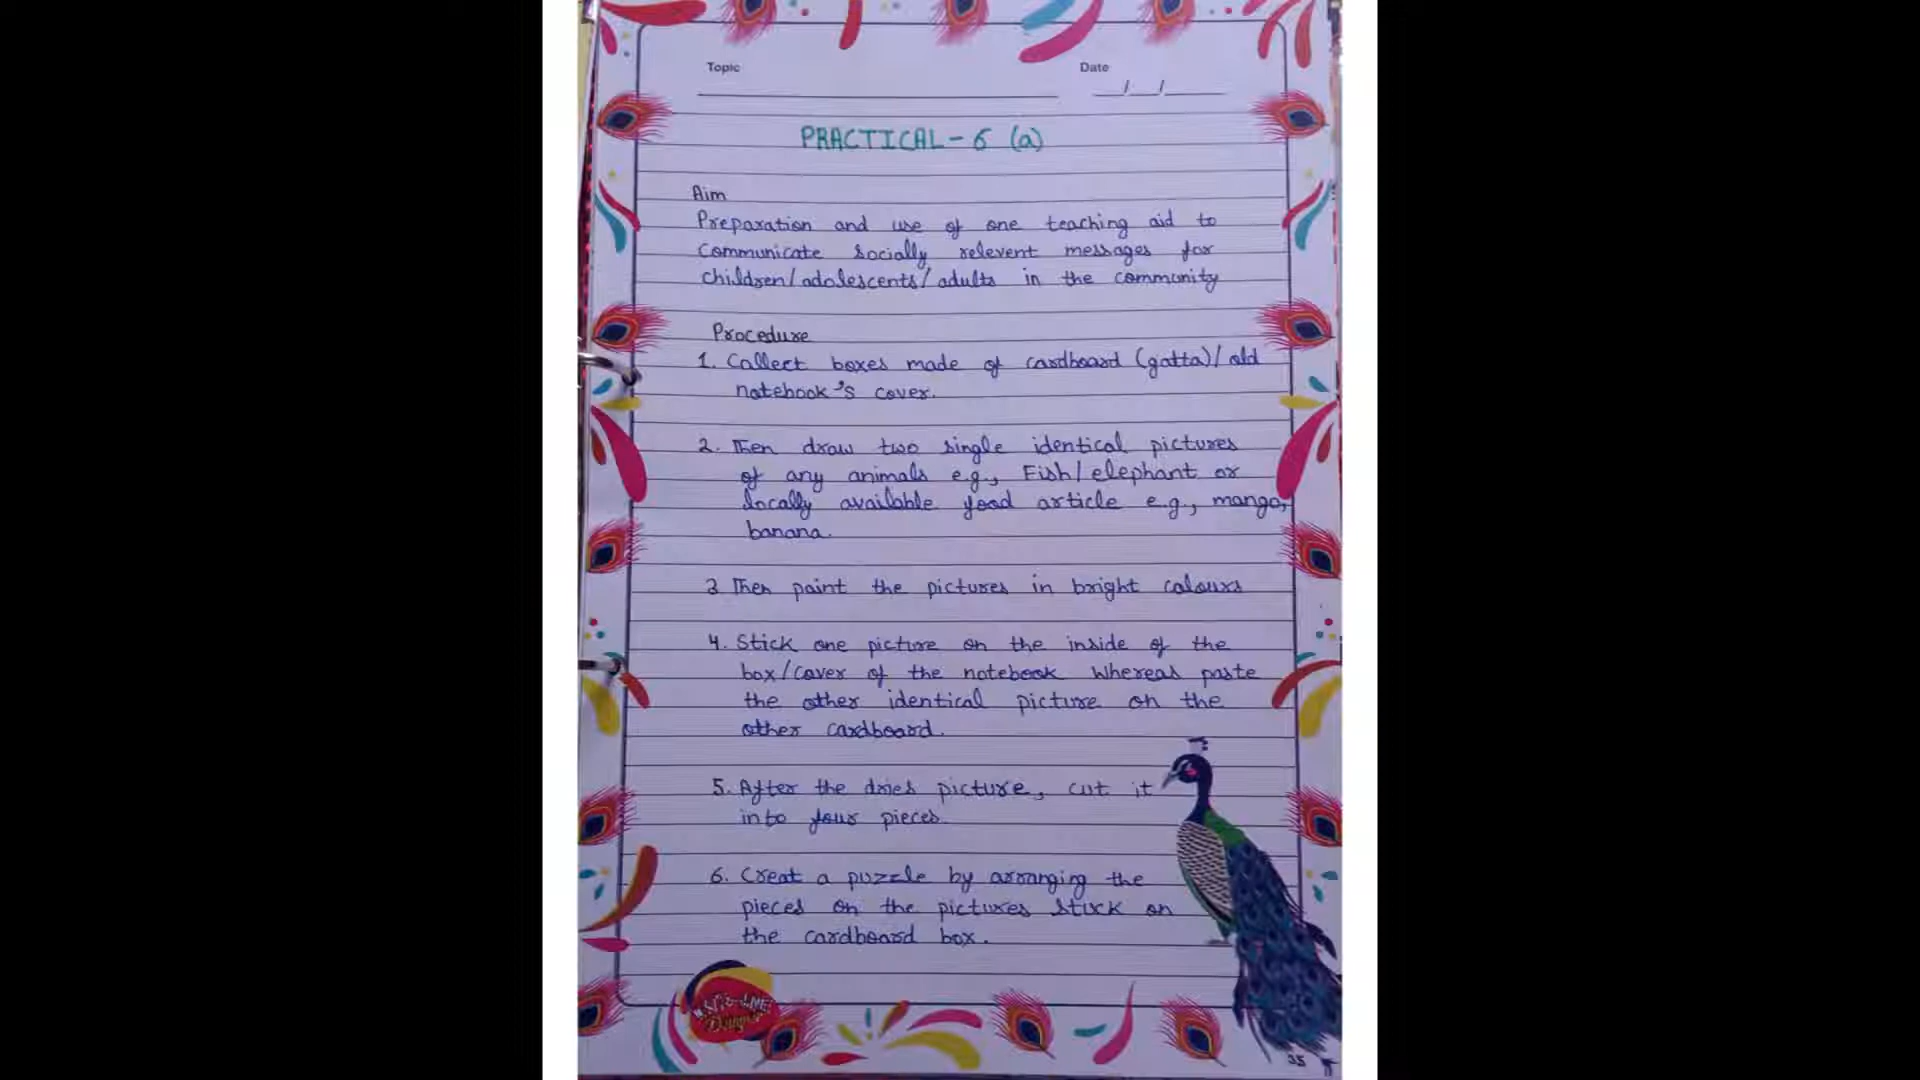 Topic
Date
__/__/____
PRACTICAL - 6 (a)
Aim
Preparation and use of one teaching aid to
communicate socially relevent messages for
children/adolescents/adults in the community
Procedure
1. Collect boxes made of cardboard (gatta)/old
notebook's cover.
2. Then draw two single identical pictures
of any animals e.g., Fish/elephant or
locally available food article e.g., mango,
banana.
3 Then paint the pictures in bright colours
4. Stick one picture on the inside of the
box/cover of the notebook whereas paste
the other identical picture on the
other cardboard.
5. After the dries picture, cut it
into four pieces.
6. Creat a puzzle by arranging the
pieces on the pictures stuck on
the cardboard box.
35